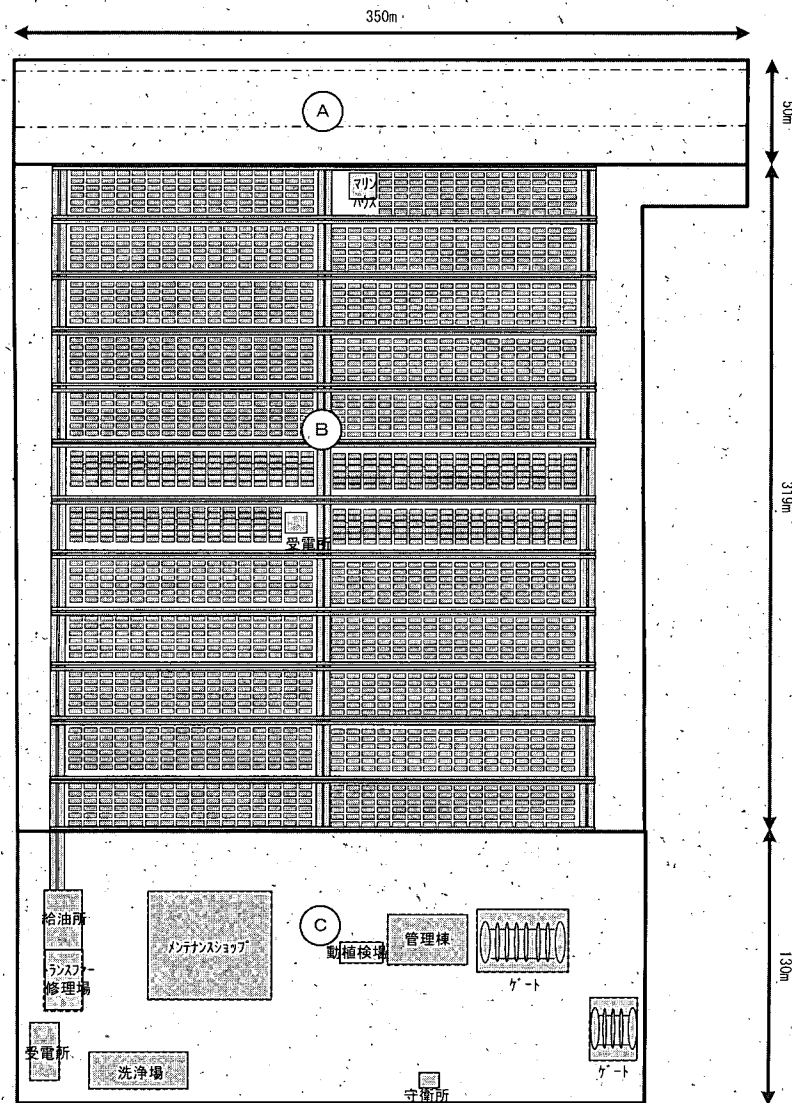 350m
50m
A
マリン
ハウス
319m
B
受電所
130m
給油所
メンテナンスショップ
C
動植検場
管理棟
ゲート
トランスファー
修理場
受電所
洗浄場
守衛所
ゲート